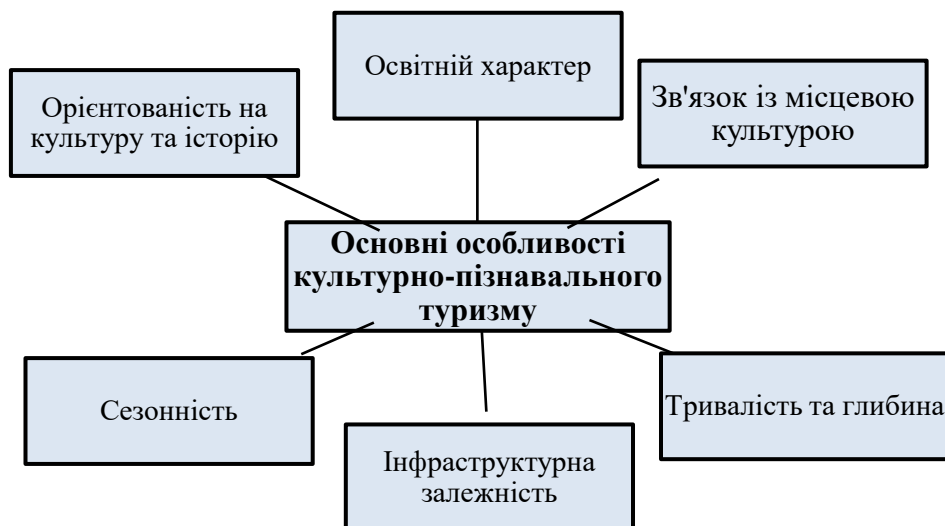 Освітній характер
Орієнтованість на
культуру та історію
Зв'язок із місцевою
культурою
Основні особливості
культурно-пізнавального
туризму
Сезонність
Тривалість та глибина
Інфраструктурна
залежність